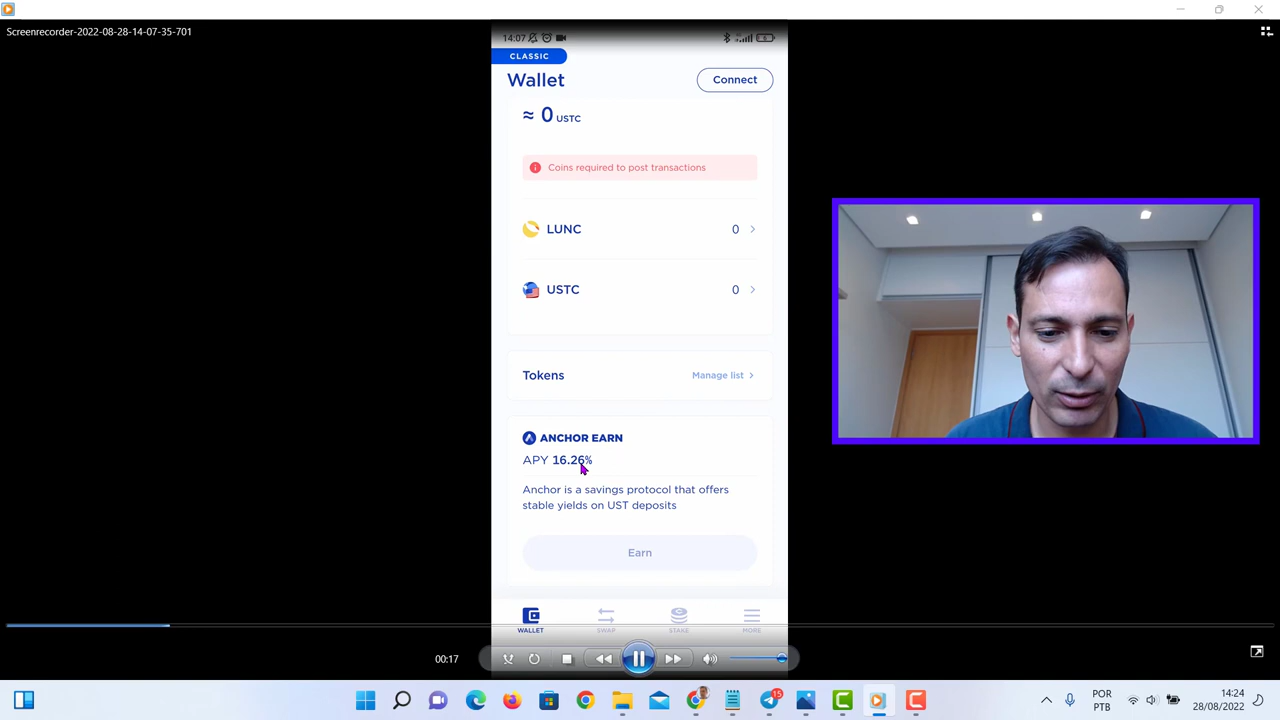 Screenrecorder-2022-08-28-14-07-35-701
14:07
CLASSIC
Wallet
Connect
≈ 0 USTC
Coins required to post transactions
LUNC 0
USTC 0
Tokens
Manage list
ANCHOR EARN
APY 16.26%
Anchor is a savings protocol that offers
stable yields on UST deposits
Earn
WALLET
SWAP
STAKE
MORE
00:17
15
POR
PTB
14:24
28/08/2022